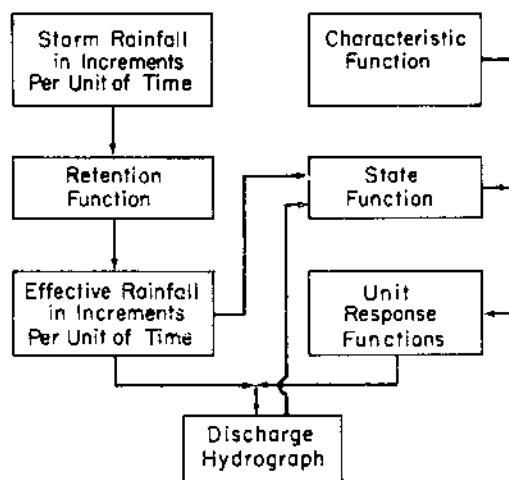 Storm Rainfall
in Increments
Per Unit of Time
Characteristic
Function
Retention
Function
State
Function
Effective Rainfall
in Increments
Per Unit of Time
Unit
Response
Functions
Discharge
Hydrograph